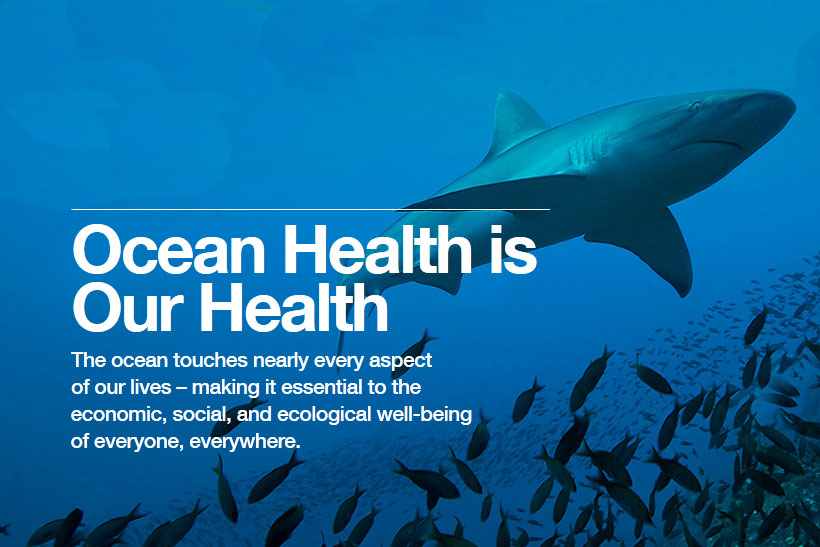 Ocean Health is
Our Health
The ocean touches nearly every aspect
of our lives – making it essential to the
economic, social, and ecological well-being
of everyone, everywhere.